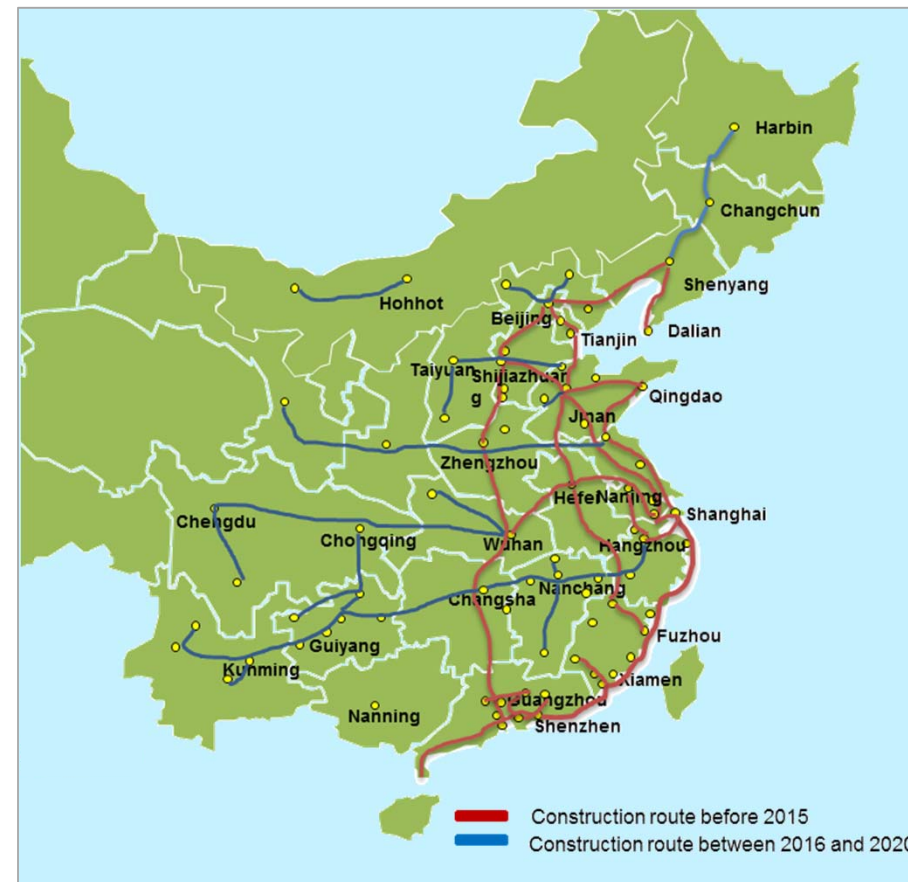 Harbin
Changchun
Shenyang
Hohhot
Beijing
Tianjin
Dalian
Taiyuan
Shijiazhuan
g
Qingdao
Jinan
Zhengzhou
Hefei
Nanjing
Shanghai
Chengdu
Chongqing
Wuhan
Hangzhou
Changsha
Nanchang
Fuzhou
Guiyang
Kunming
Xiamen
Guangzhou
Nanning
Shenzhen
Construction route before 2015
Construction route between 2016 and 2020